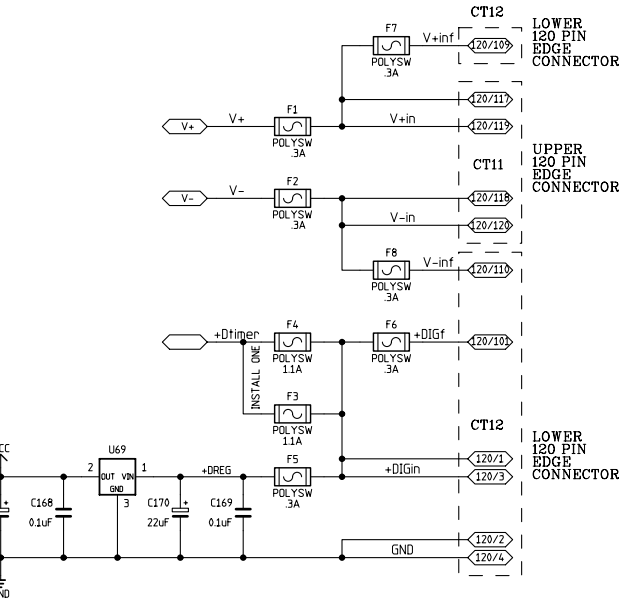 CT12
LOWER
120 PIN
EDGE
CONNECTOR
F7
V+inf
120/109
POLYSW
.3A
120/117
F1
V+
V+
V+in
120/119
POLYSW
.3A
CT11
UPPER
120 PIN
EDGE
CONNECTOR
F2
V-
V-
120/118
POLYSW
.3A
V-in
120/120
F8
V-inf
120/110
POLYSW
.3A
+Dtimer
F4
F6
+DIGf
120/101
POLYSW
1.1A
POLYSW
.3A
INSTALL ONE
F3
POLYSW
1.1A
CT12
LOWER
120 PIN
EDGE
CONNECTOR
CC
U69
2
OUT VIN
1
GND
3
+DREG
F5
POLYSW
.3A
120/1
+DIGin
120/3
+
C168
0.1uF
C170
22uF
+
C169
0.1uF
120/2
GND
120/4
ND